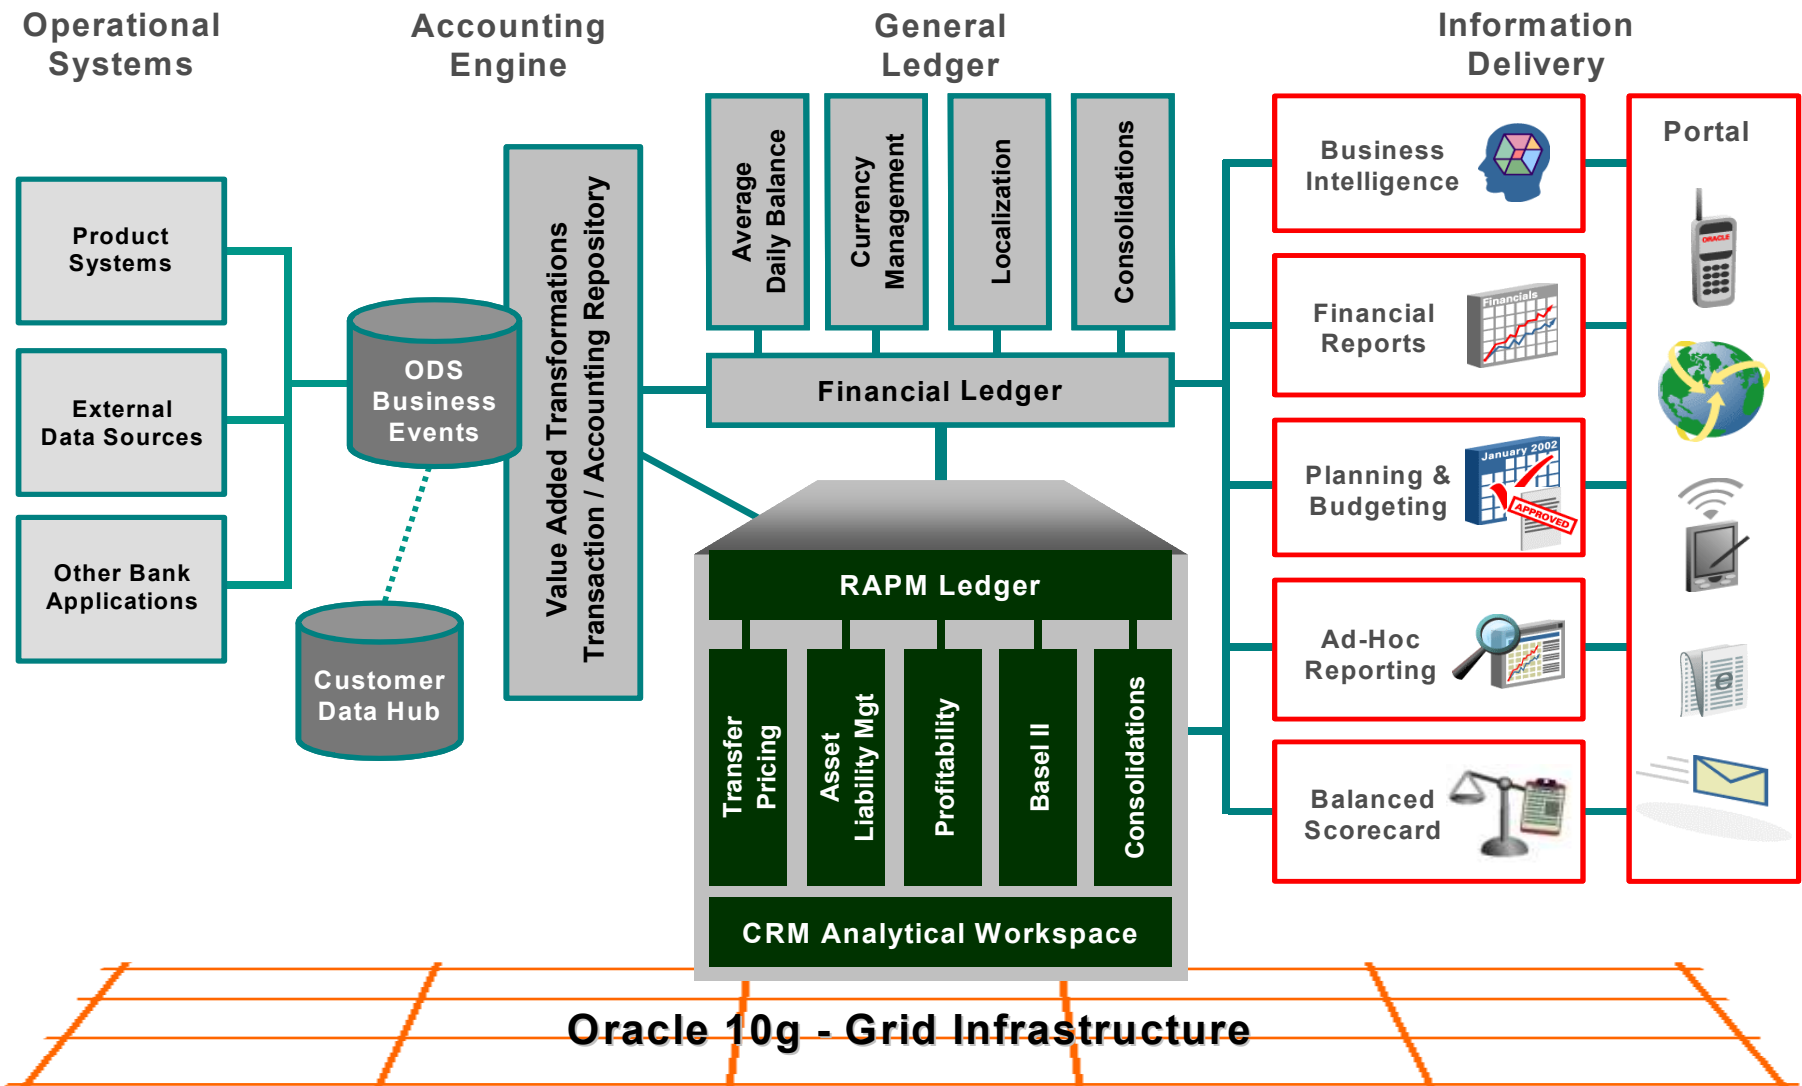 Operational
Systems
Accounting
Engine
General
Ledger
Information
Delivery
Product
Systems
External
Data Sources
Other Bank
Applications
ODS
Business
Events
Customer
Data Hub
Value Added Transformations
Transaction / Accounting Repository
Average
Daily Balance
Currency
Management
Localization
Consolidations
Financial Ledger
RAPM Ledger
Transfer
Pricing
Asset
Liability Mgt
Profitability
Basel II
Consolidations
CRM Analytical Workspace
Business
Intelligence
Financial
Reports
Financials
Planning &
Budgeting
January 2002
APPROVED
Ad-Hoc
Reporting
Balanced
Scorecard
Portal
ORACLE
e
Oracle 10g - Grid Infrastructure